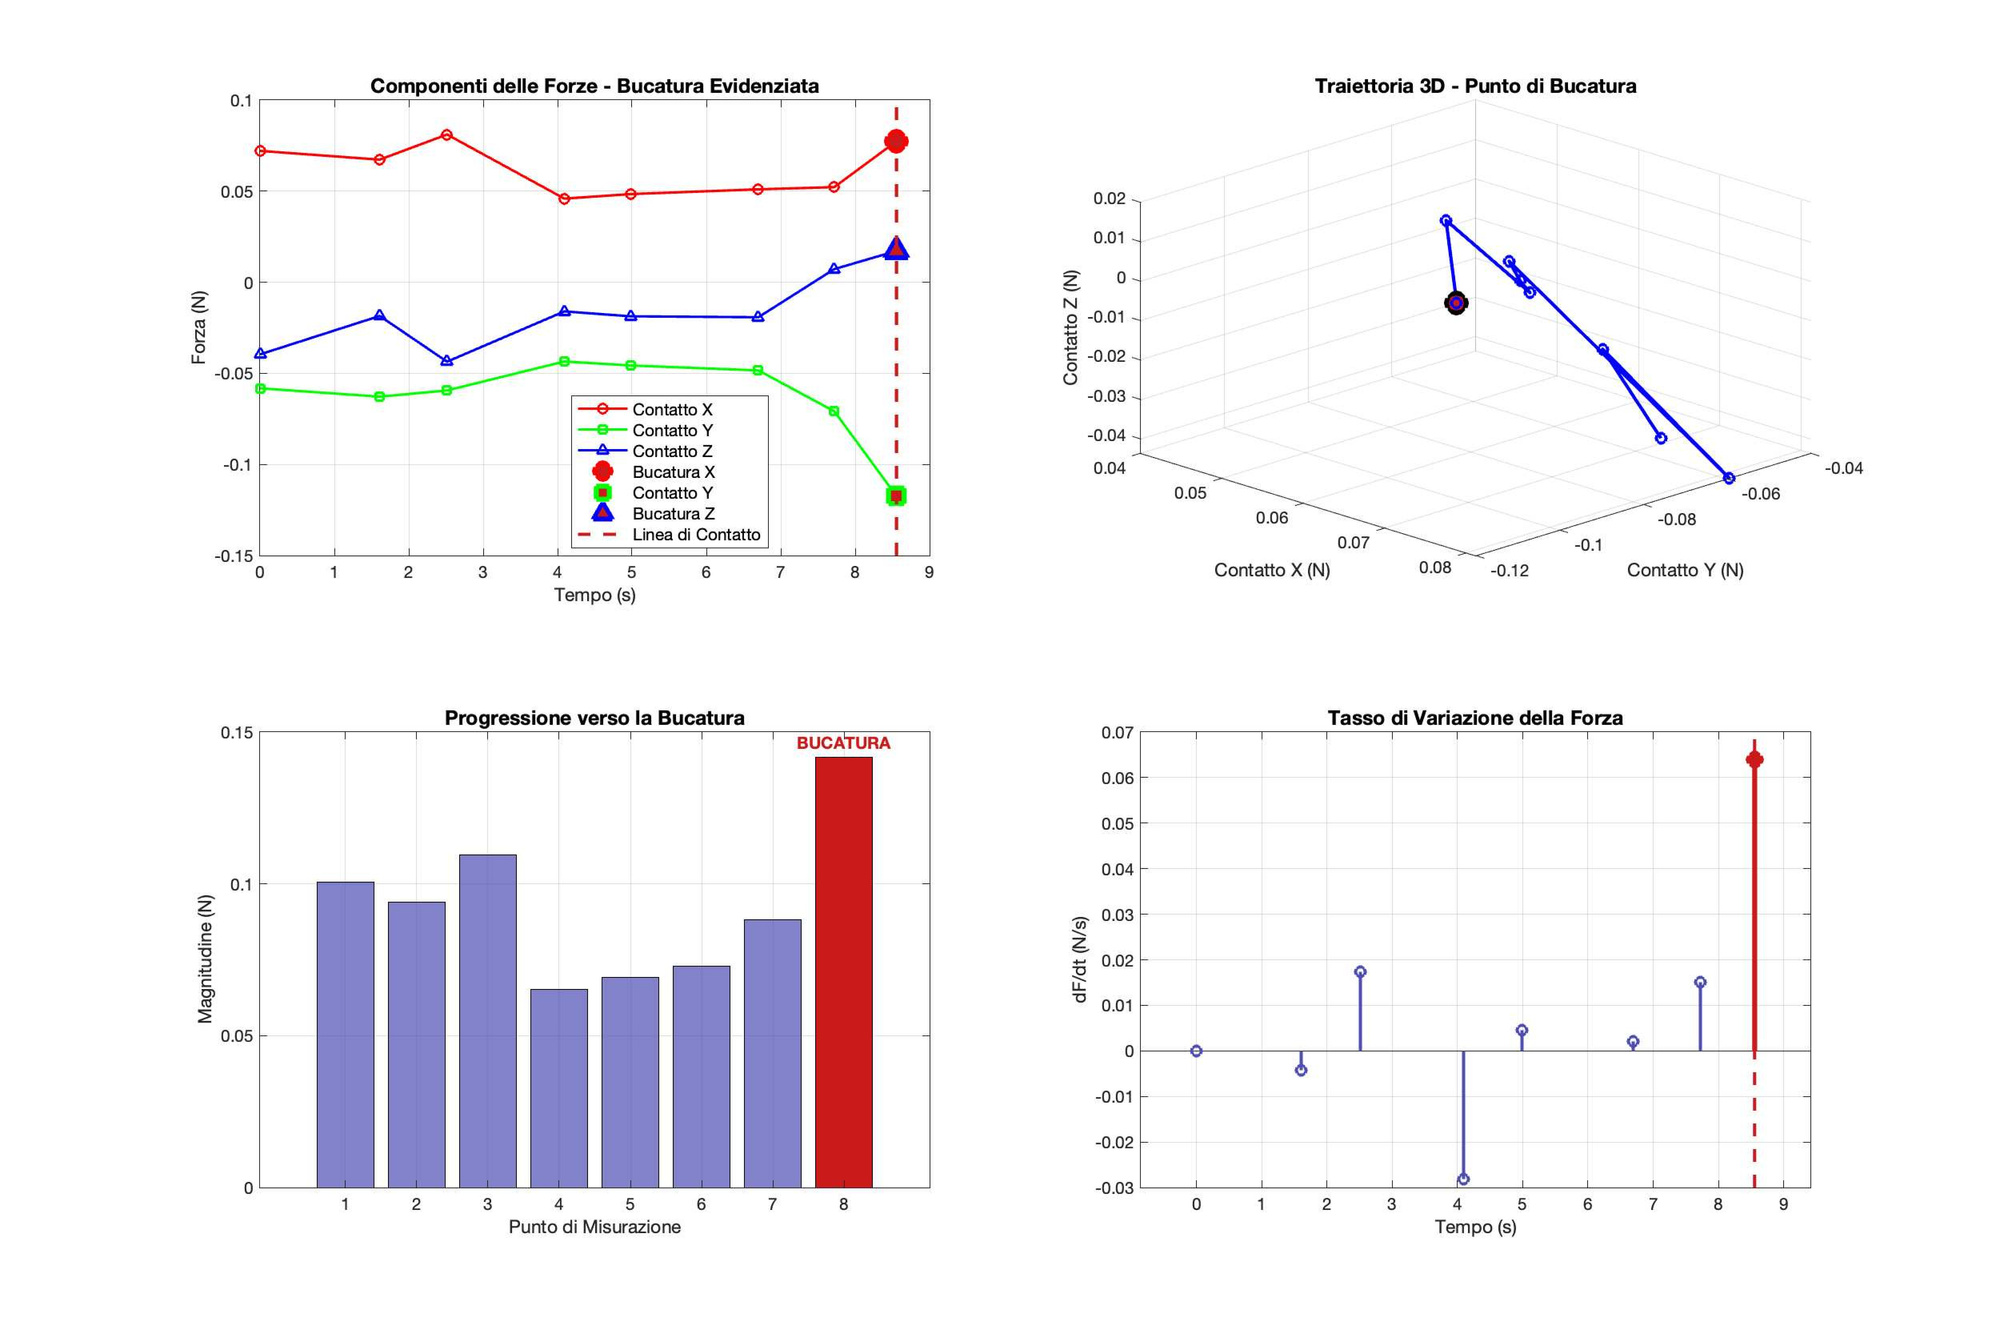 Componenti delle Forze - Bucatura Evidenziata
0.1
0.05
0
-0.05
-0.1
-0.15
Forza (N)
0 1 2 3 4 5 6 7 8 9
Tempo (s)
Contatto X
Contatto Y
Contatto Z
Bucatura X
Contatto Y
Bucatura Z
Linea di Contatto
Traiettoria 3D - Punto di Bucatura
0.02
0.01
0
-0.01
-0.02
-0.03
-0.04
Contatto Z (N)
0.04
0.05
0.06
0.07
0.08
Contatto X (N)
-0.12
-0.1
-0.08
-0.06
-0.04
Contatto Y (N)
Progressione verso la Bucatura
0.15
0.1
0.05
0
Magnitudine (N)
BUCATURA
1 2 3 4 5 6 7 8
Punto di Misurazione
Tasso di Variazione della Forza
0.07
0.06
0.05
0.04
0.03
0.02
0.01
0
-0.01
-0.02
-0.03
dF/dt (N/s)
0 1 2 3 4 5 6 7 8 9
Tempo (s)